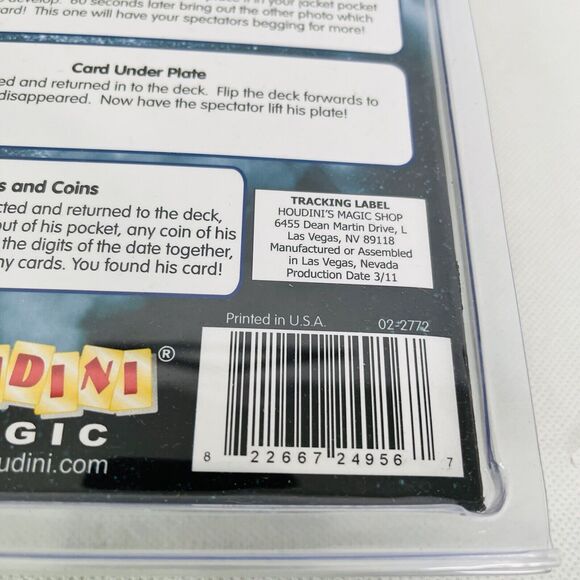 develop. 60 seconds later bring out the other photo which
card! This one will have your spectators begging for more!
Card Under Plate
ed and returned in to the deck. Flip the deck forwards to
disappeared. Now have the spectator lift his plate!
s and Coins
cted and returned to the deck,
out of his pocket, any coin of his
the digits of the date together,
ny cards. You found his card!
TRACKING LABEL
HOUDINI'S MAGIC SHOP
6455 Dean Martin Drive, L
Las Vegas, NV 89118
Manufactured or Assembled
in Las Vegas, Nevada
Production Date 3/11
Printed in U.S.A. 02-2772
DINI®
GIC
udini.com
8 22667 24956 7